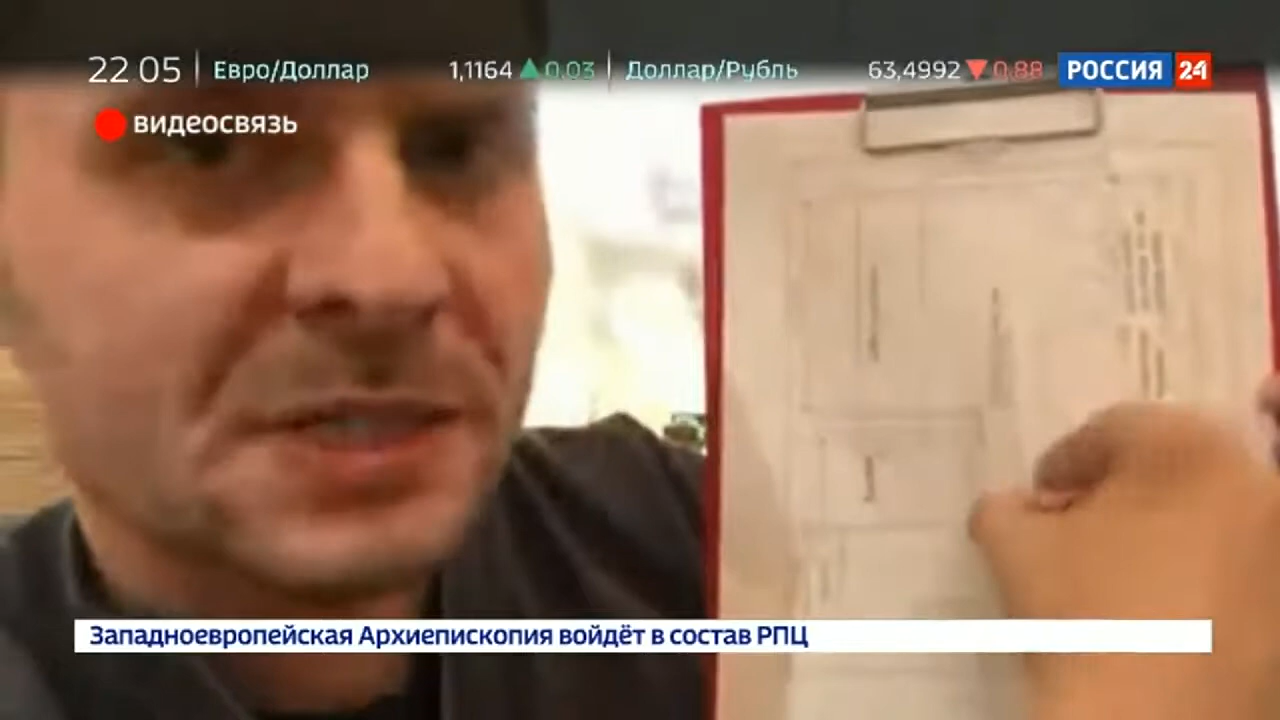 22 05 Евро/Доллар 1,1164 ▲ 0,03 Доллар/Рубль 63,4992 ▼ 0,88 РОССИЯ 24
видеосвязь
Западноевропейская Архиепископия войдёт в состав РПЦ